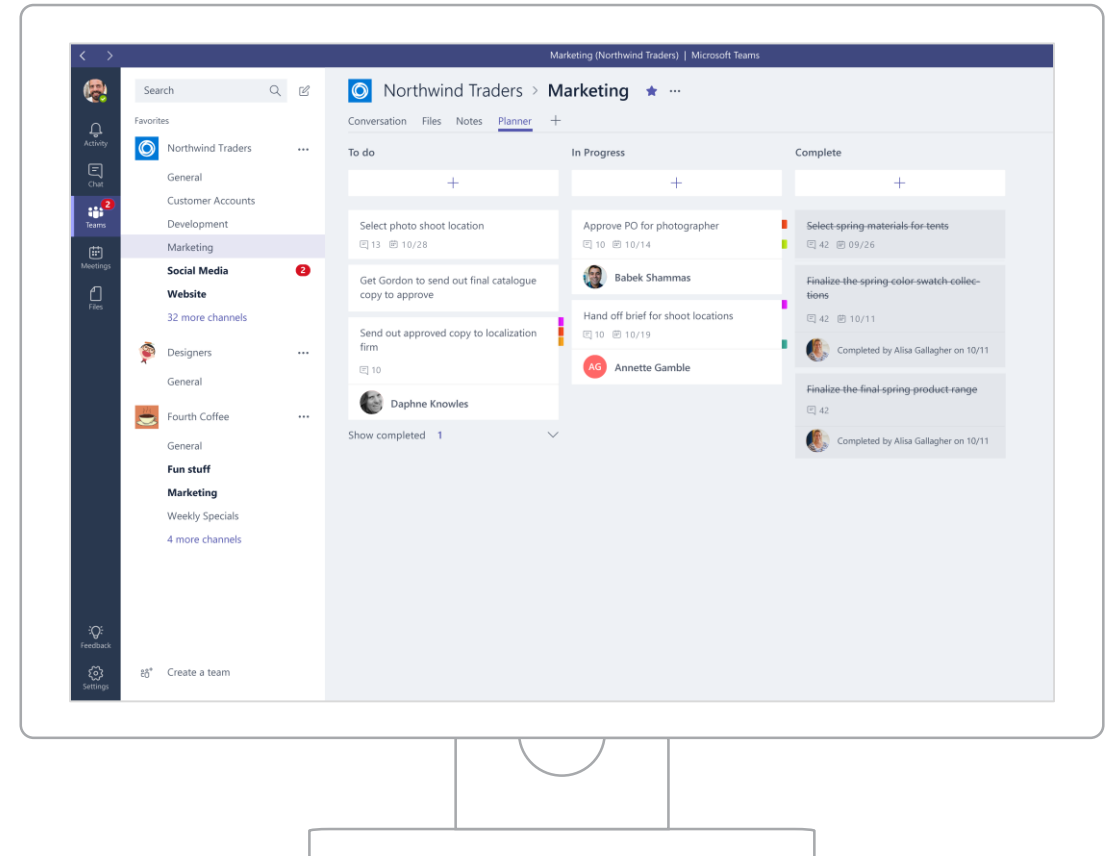 Marketing (Northwind Traders) | Microsoft Teams
Activity
Chat
2
Teams
Meetings
Files
Feedback
Settings
Search
Favorites
Northwind Traders
General
Customer Accounts
Development
Marketing
Social Media 2
Website
32 more channels
Designers
General
Fourth Coffee
General
Fun stuff
Marketing
Weekly Specials
4 more channels
Create a team
Northwind Traders > Marketing
Conversation Files Notes Planner
To do
Select photo shoot location
13 10/28
Get Gordon to send out final catalogue
copy to approve
Send out approved copy to localization
firm
10
Daphne Knowles
Show completed 1
In Progress
Approve PO for photographer
10 10/14
Babek Shammas
Hand off brief for shoot locations
10 10/19
AG Annette Gamble
Complete
Select spring materials for tents
42 09/26
Finalize the spring color swatch collec-
tions
42 10/11
Completed by Alisa Gallagher on 10/11
Finalize the final spring product range
42
Completed by Alisa Gallagher on 10/11